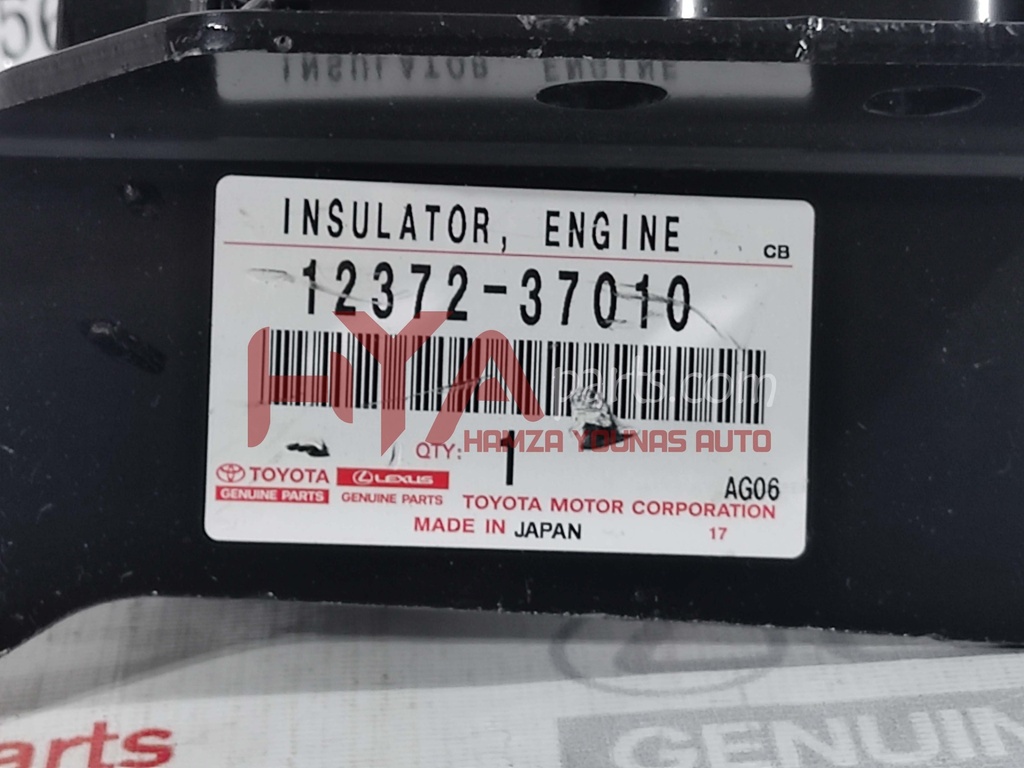 56
INSULATOR ENGINE
INSULATOR, ENGINE
CB
12372-37010
HYA parts.com
HAMZA YOUNAS AUTO
QTY: 1
TOYOTA
GENUINE PARTS
LEXUS
GENUINE PARTS
AG06
TOYOTA MOTOR CORPORATION
MADE IN JAPAN
17
arts
GENUIN